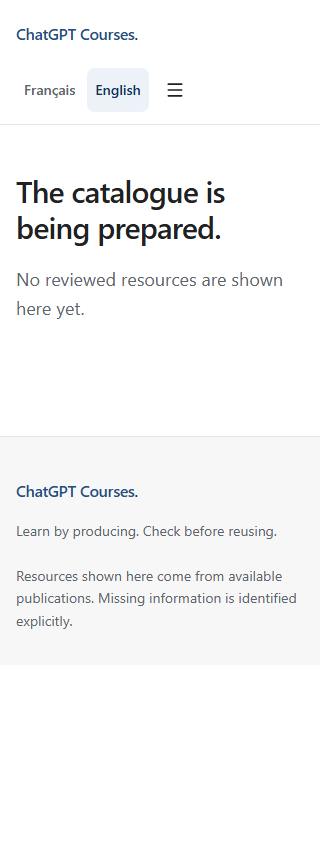 ChatGPT Courses.
Français English
The catalogue is
being prepared.
No reviewed resources are shown
here yet.
ChatGPT Courses.
Learn by producing. Check before reusing.
Resources shown here come from available
publications. Missing information is identified
explicitly.